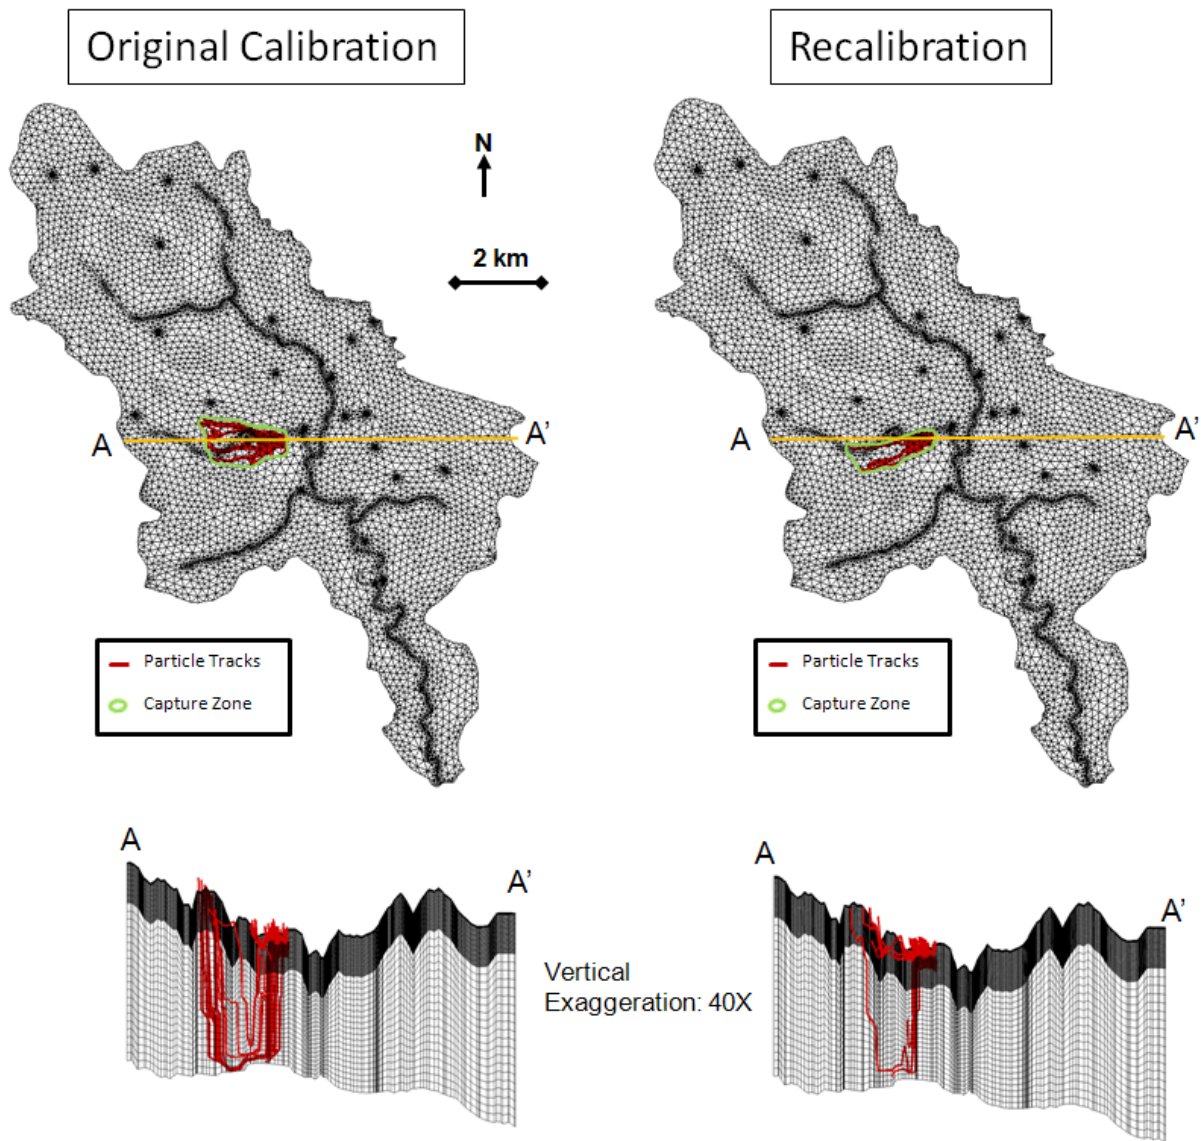 Original Calibration
Recalibration
N
2 km
A
A'
A
A'
Particle Tracks
Capture Zone
Particle Tracks
Capture Zone
A
A'
A
A'
Vertical
Exaggeration: 40X